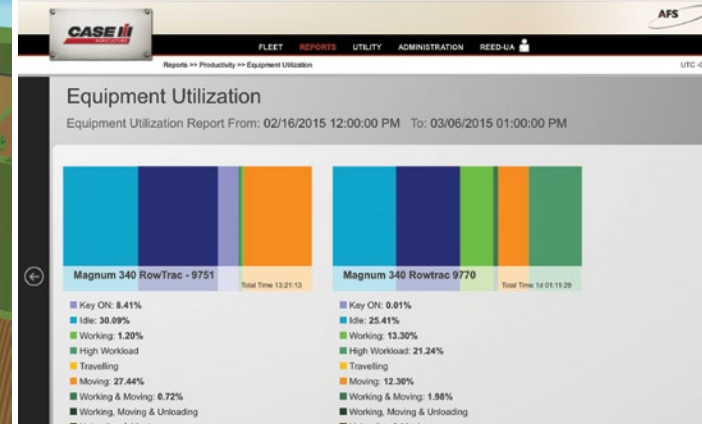 CASE IH
AGRICULTURE
AFS
FLEET REPORTS UTILITY ADMINISTRATION REED-UA
Reports >> Productivity >> Equipment Utilization
UTC
Equipment Utilization
Equipment Utilization Report From: 02/16/2015 12:00:00 PM To: 03/06/2015 01:00:00 PM
Magnum 340 RowTrac - 9751
Total Time 13:21:13
Key ON: 8.41%
Idle: 30.09%
Working: 1.20%
High Workload
Travelling
Moving: 27.44%
Working & Moving: 0.72%
Working, Moving & Unloading
Magnum 340 Rowtrac 9770
Total Time 1d 01:11:29
Key ON: 0.01%
Idle: 25.41%
Working: 13.30%
High Workload: 21.24%
Travelling
Moving: 12.30%
Working & Moving: 1.98%
Working, Moving & Unloading